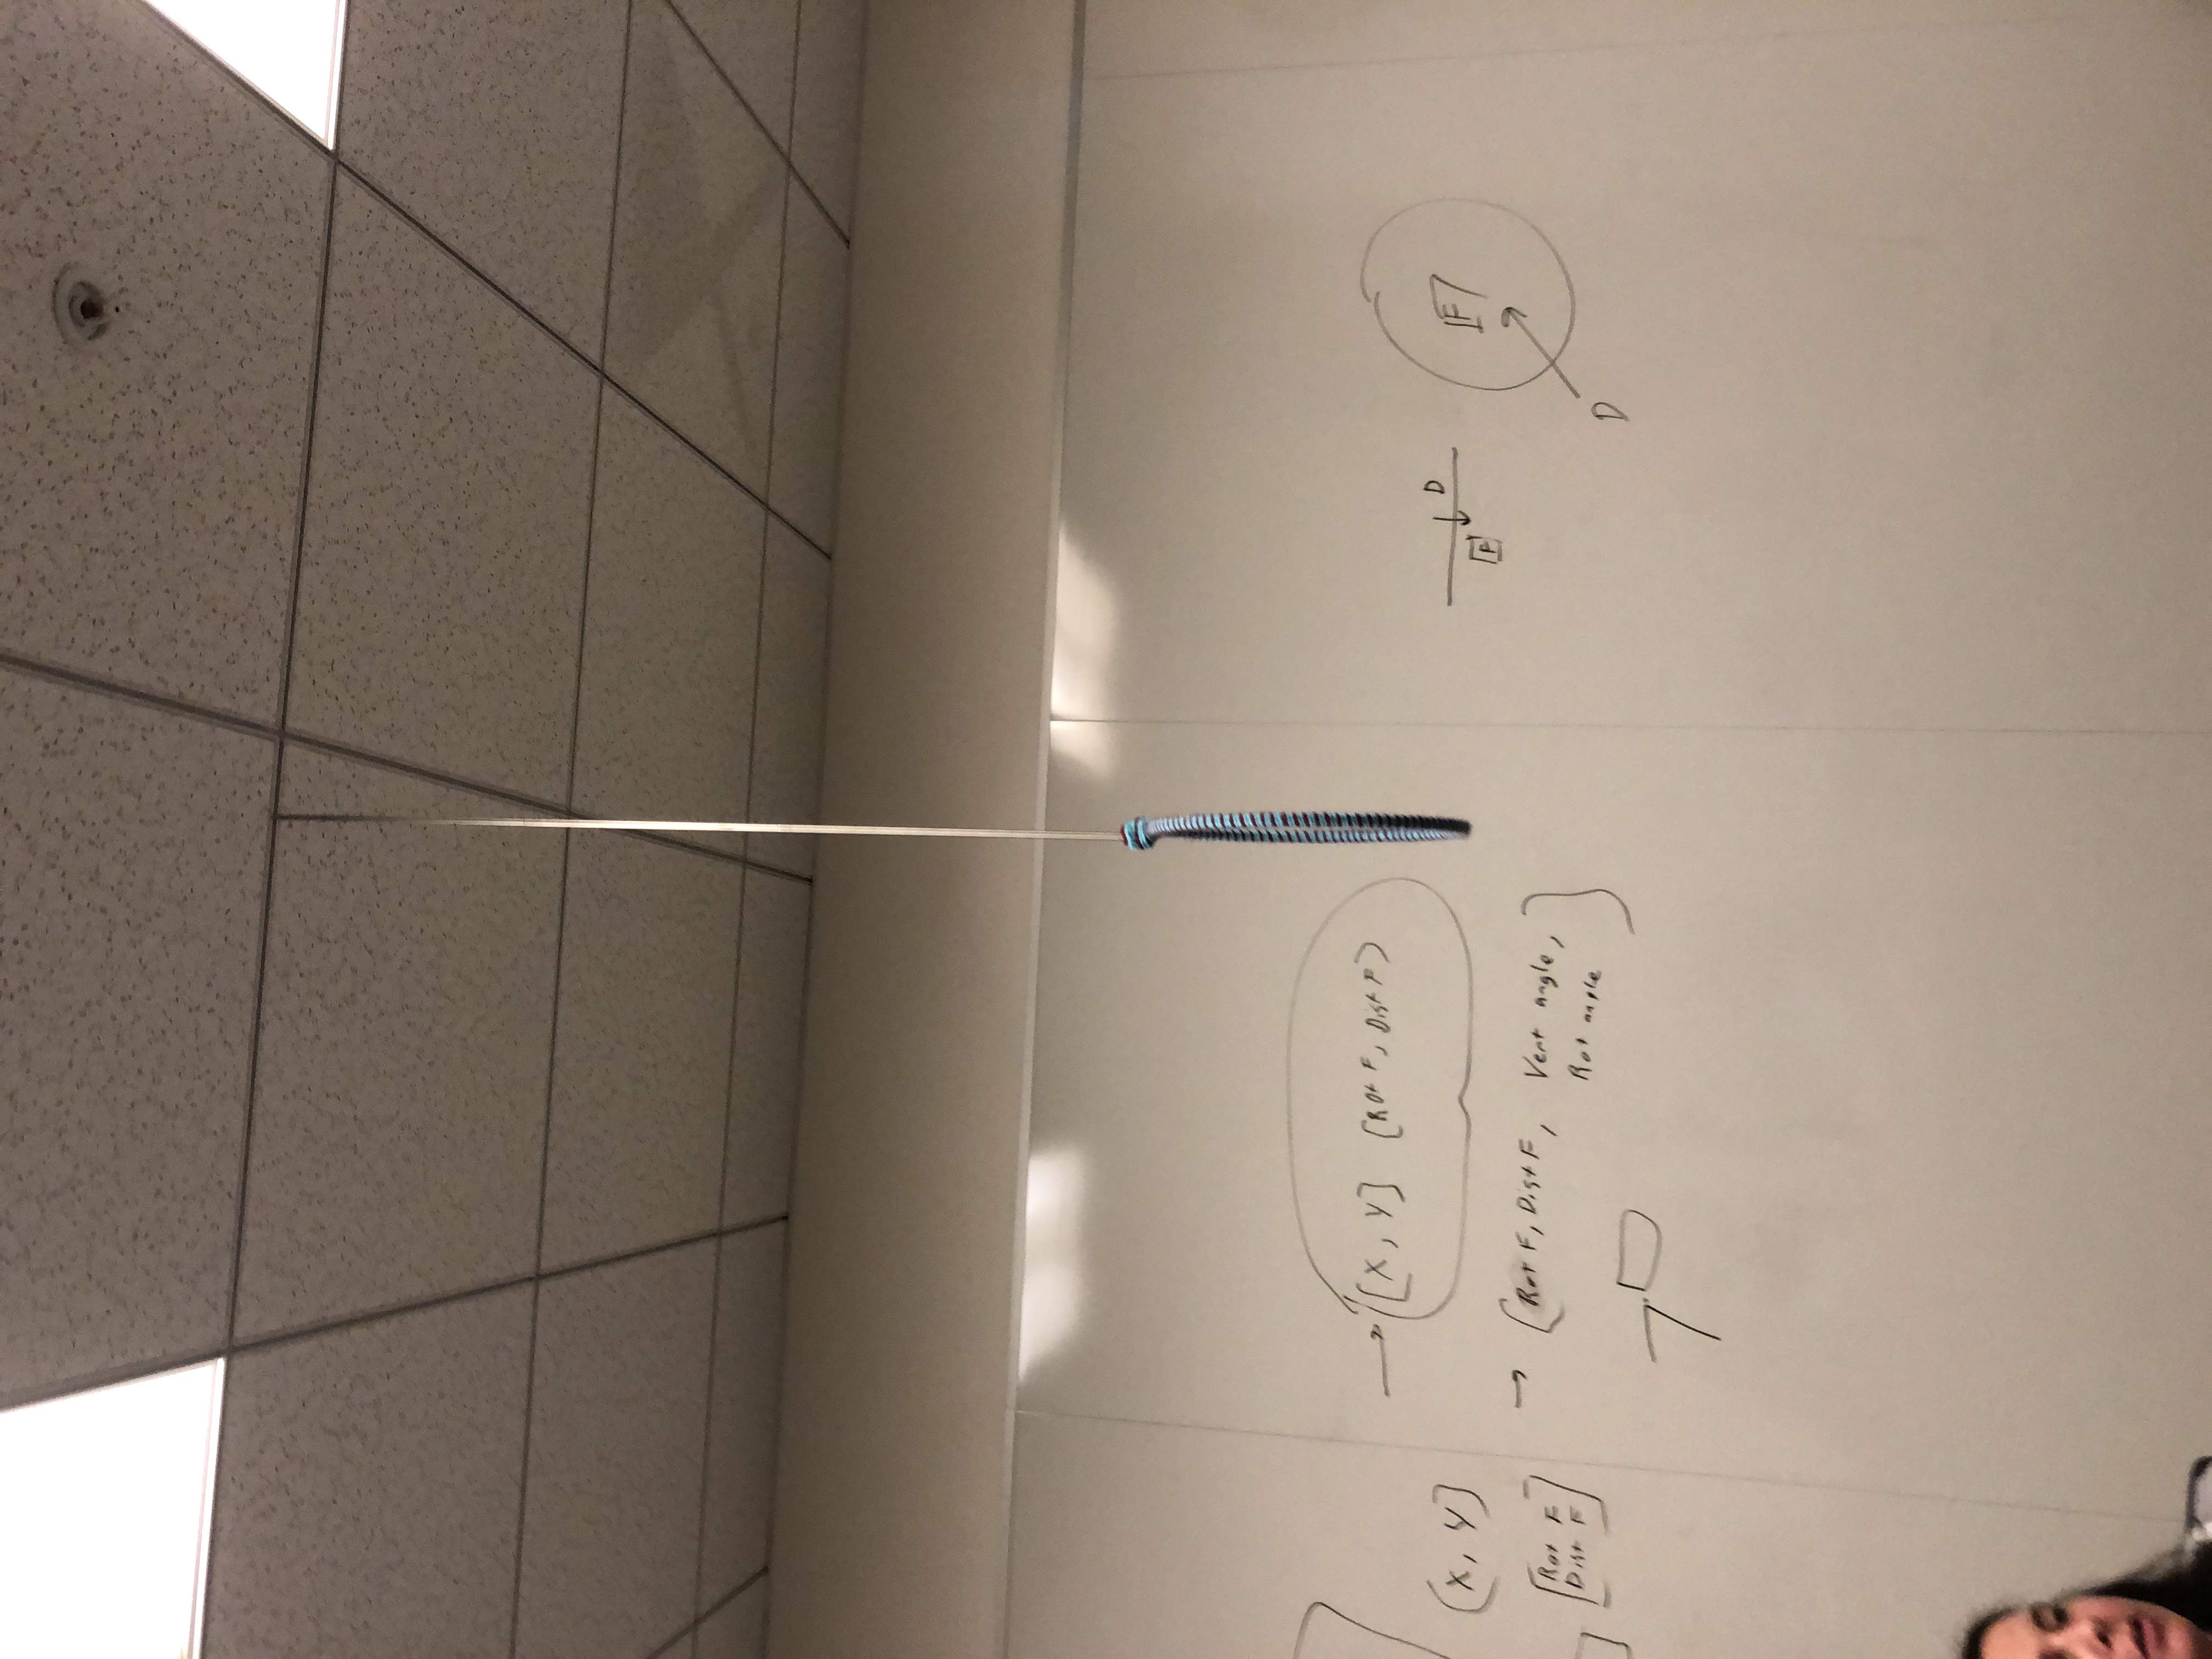 [X, Y] [Rot F, Dist F]
(X, Y)
[Rot F
Dist F]
→ [Rot F, Dist F, Vert angle,
Rot angle]
D
[F]
[F]
D